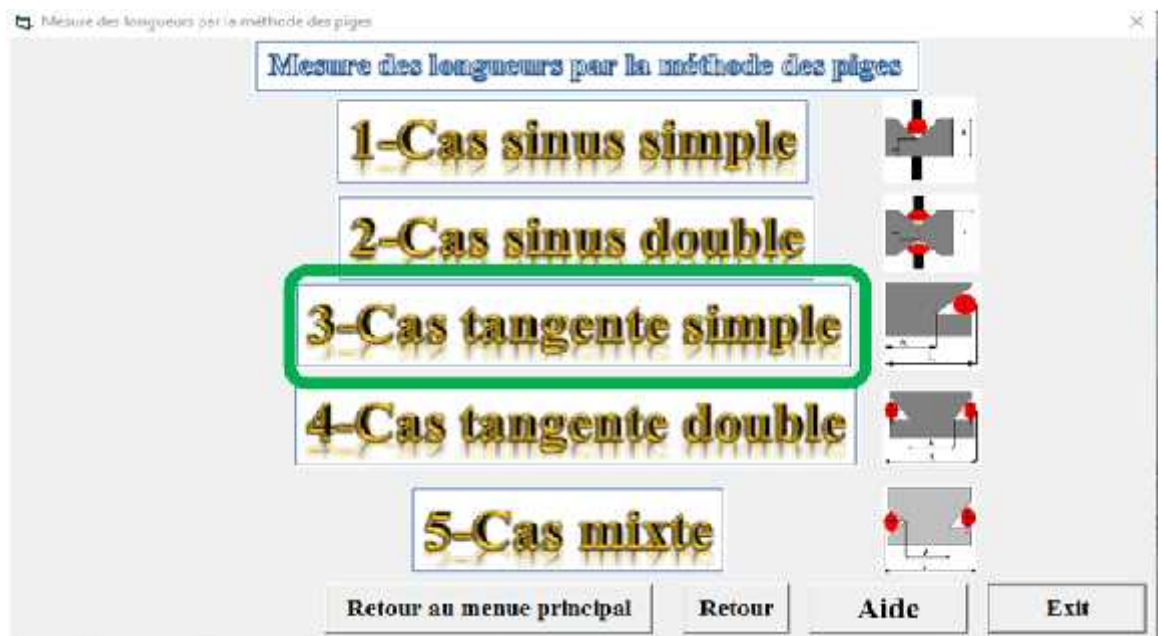 Mesure des longueurs par la méthode des piges
Mesure des longueurs par la méthode des piges
1-Cas sinus simple
2-Cas sinus double
3-Cas tangente simple
4-Cas tangente double
5-Cas mixte
Retour au menue principal
Retour
Aide
Exit